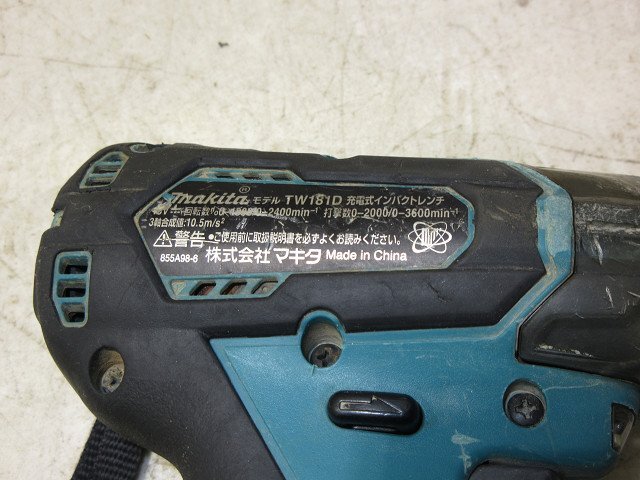 makita® モデル TW181D 充電式インパクトレンチ
18V 回転数 2400min⁻¹ 打撃数0-2000/0-3600min⁻¹
3軸合成値:10.5m/s²
⚠警告 •ご使用前に取扱説明書を必ずよくお読みください。
855A98-6 株式会社マキタ Made in China